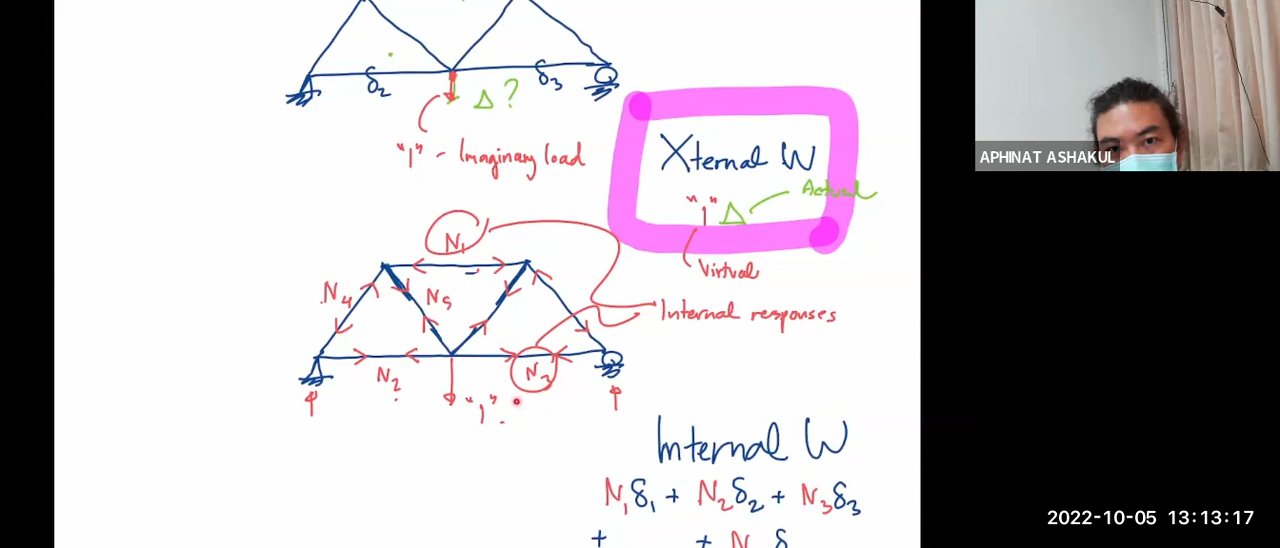 δ2
δ3
Δ ?
"1" - Imaginary load
Xternal W
"1" Δ
Actual
Virtual
N1
N4
N5
Internal responses
N2
N3
"1"
Internal W
N1δ1 + N2δ2 + N3δ3
+ + N δ
APHINAT ASHAKUL
2022-10-05 13:13:17